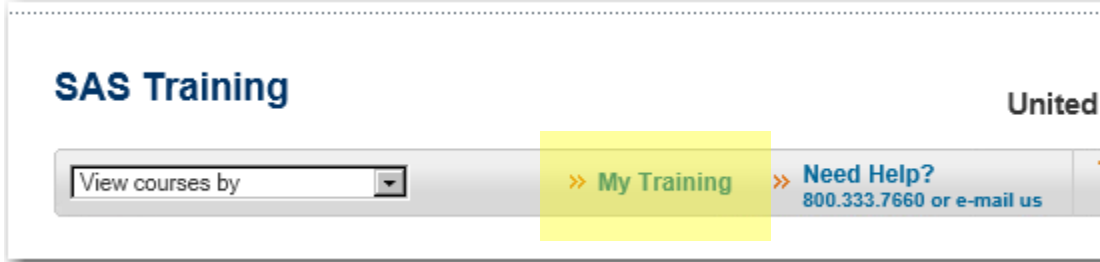 SAS Training
United
View courses by
» My Training
» Need Help?
800.333.7660 or e-mail us